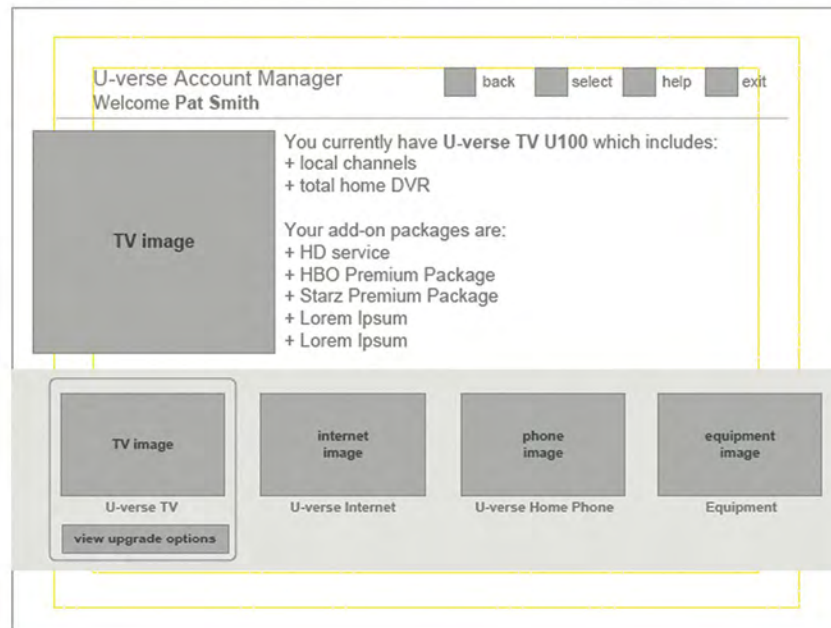 U-verse Account Manager
Welcome Pat Smith
back select help exit
TV image
You currently have U-verse TV U100 which includes:
+ local channels
+ total home DVR
Your add-on packages are:
+ HD service
+ HBO Premium Package
+ Starz Premium Package
+ Lorem Ipsum
+ Lorem Ipsum
TV image
U-verse TV
view upgrade options
internet
image
U-verse Internet
phone
image
U-verse Home Phone
equipment
image
Equipment